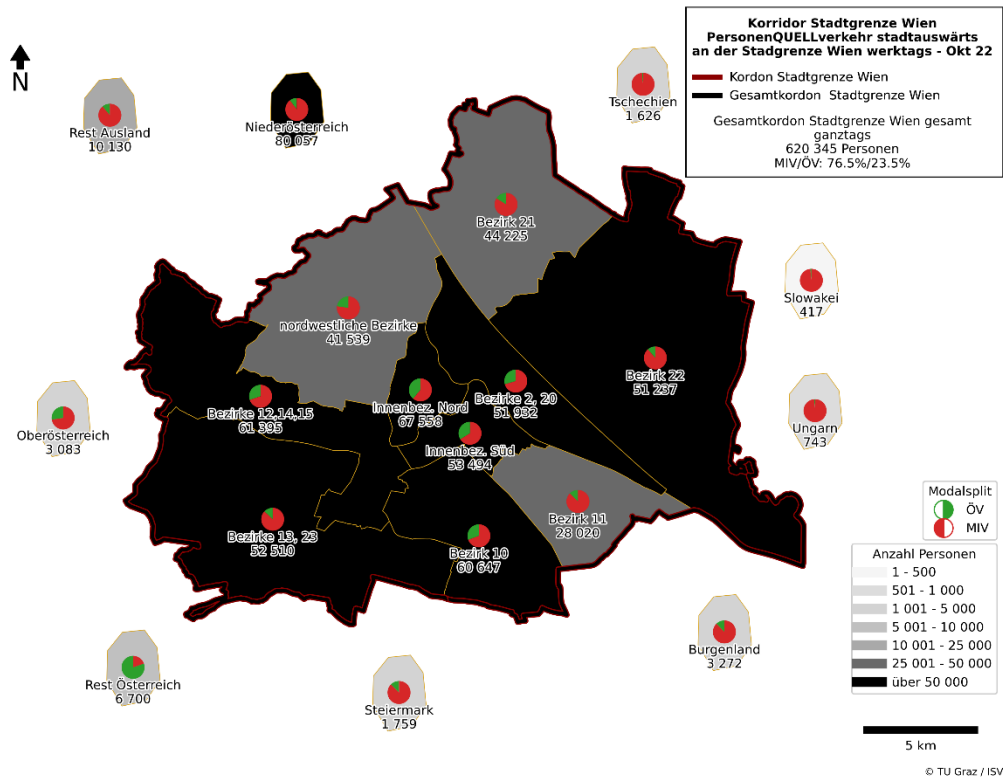 Korridor Stadtgrenze Wien
PersonenQUELLverkehr stadtauswärts
an der Stadgrenze Wien werktags - Okt 22
Kordon Stadtgrenze Wien
Gesamtkordon Stadtgrenze Wien
Gesamtkordon Stadtgrenze Wien gesamt
ganztags
620 345 Personen
MIV/ÖV: 76.5%/23.5%
N
Rest Ausland
10 130
Niederösterreich
80 057
Tschechien
1 626
Bezirk 21
44 225
Slowakei
417
nordwestliche Bezirke
41 539
Bezirk 22
51 237
Bezirke 12,14,15
61 395
Innenbez. Nord
67 558
Bezirke 2, 20
51 932
Oberösterreich
3 083
Ungarn
743
Innenbez. Süd
53 494
Bezirk 11
28 020
Bezirke 13, 23
52 510
Bezirk 10
60 647
Rest Österreich
6 700
Steiermark
1 759
Burgenland
3 272
Modalsplit
ÖV
MIV
Anzahl Personen
1 - 500
501 - 1 000
1 001 - 5 000
5 001 - 10 000
10 001 - 25 000
25 001 - 50 000
über 50 000
5 km
© TU Graz / ISV